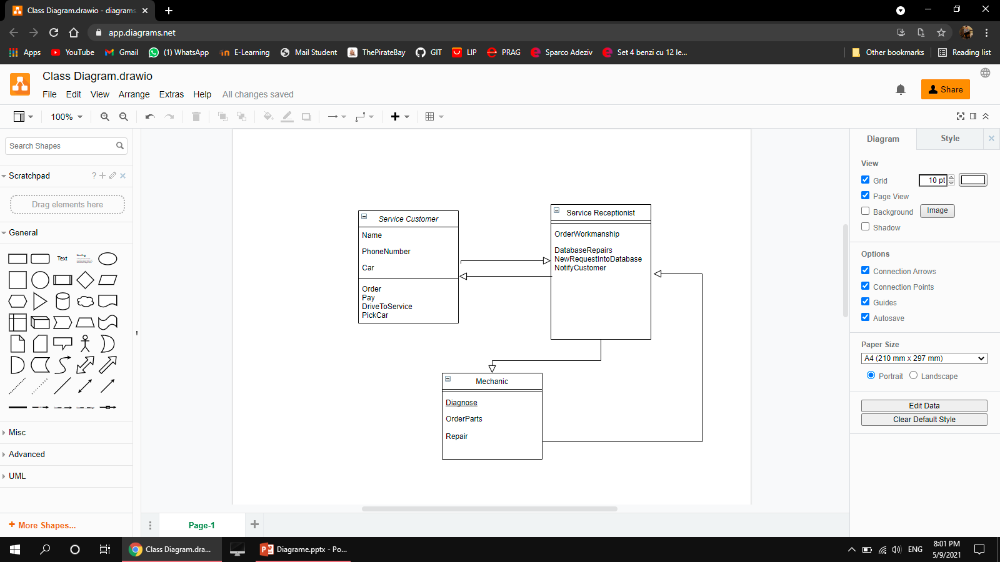 Class Diagram.drawio - diagrams
app.diagrams.net
Apps
YouTube
Gmail
(1) WhatsApp
E-Learning
Mail Student
ThePirateBay
GIT
LIP
PRAG
Sparco Adeziv
Set 4 benzi cu 12 le...
Other bookmarks
Reading list
Class Diagram.drawio
File Edit View Arrange Extras Help All changes saved
Share
100%
Search Shapes
Scratchpad
?
Drag elements here
General
Text
Heading
Misc
Advanced
UML
+ More Shapes...
Service Customer
Name
PhoneNumber
Car
Order
Pay
DriveToService
PickCar
Service Receptionist
OrderWorkmanship
DatabaseRepairs
NewRequestIntoDatabase
NotifyCustomer
Mechanic
Diagnose
OrderParts
Repair
Page-1
Diagram
Style
View
Grid
10 pt
Page View
Background
Image
Shadow
Options
Connection Arrows
Connection Points
Guides
Autosave
Paper Size
A4 (210 mm x 297 mm)
Portrait
Landscape
Edit Data
Clear Default Style
Class Diagram.dra...
Diagrame.pptx - Po...
ENG
8:01 PM
5/9/2021